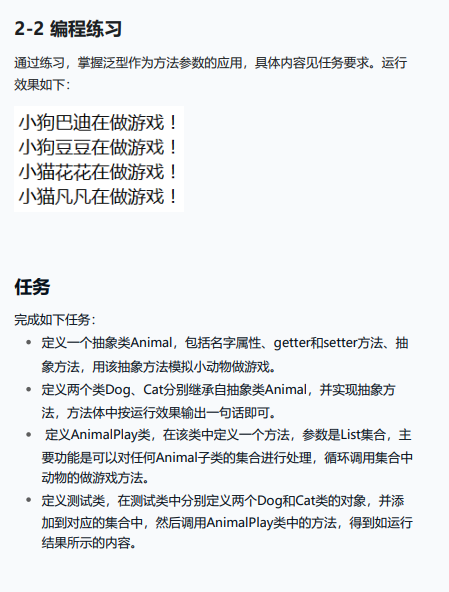 2-2 编程练习
通过练习，掌握泛型作为方法参数的应用，具体内容见任务要求。运行
效果如下：
小狗巴迪在做游戏！
小狗豆豆在做游戏！
小猫花花在做游戏！
小猫凡凡在做游戏！
任务
完成如下任务：
• 定义一个抽象类Animal，包括名字属性、getter和setter方法、抽
象方法，用该抽象方法模拟小动物做游戏。
• 定义两个类Dog、Cat分别继承自抽象类Animal，并实现抽象方
法，方法体中按运行效果输出一句话即可。
• 定义AnimalPlay类，在该类中定义一个方法，参数是List集合，主
要功能是可以对任何Animal子类的集合进行处理，循环调用集合中
动物的做游戏方法。
• 定义测试类，在测试类中分别定义两个Dog和Cat类的对象，并添
加到对应的集合中，然后调用AnimalPlay类中的方法，得到如运行
结果所示的内容。